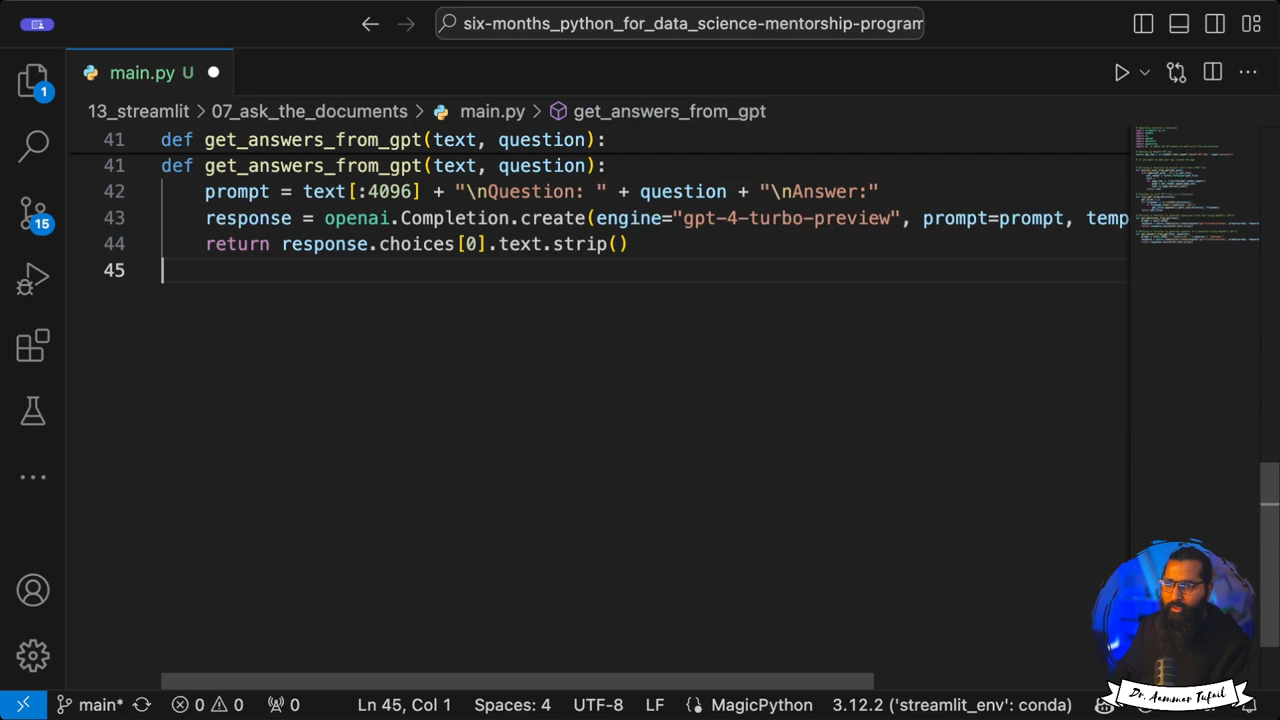 six-months_python_for_data_science-mentorship-program
main.py U
13_streamlit > 07_ask_the_documents > main.py > get_answers_from_gpt
41 def get_answers_from_gpt(text, question):
41 def get_answers_from_gpt(text, question):
42 prompt = text[:4096] + "\nQuestion: " + question + "\nAnswer:"
43 response = openai.Completion.create(engine="gpt-4-turbo-preview", prompt=prompt, temp
44 return response.choices[0].text.strip()
45
1
15
Dr. Aammar Tufail
main* 0 0 0 Ln 45, Col 1 paces: 4 UTF-8 LF MagicPython 3.12.2 ('streamlit_env': conda)